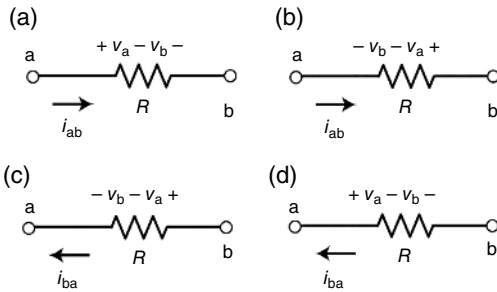 (a)
+ vₐ – v_b –
a
R
b
i_ab
(b)
– v_b – vₐ +
a
R
b
i_ab
(c)
– v_b – vₐ +
a
R
b
i_ba
(d)
+ vₐ – v_b –
a
R
b
i_ba